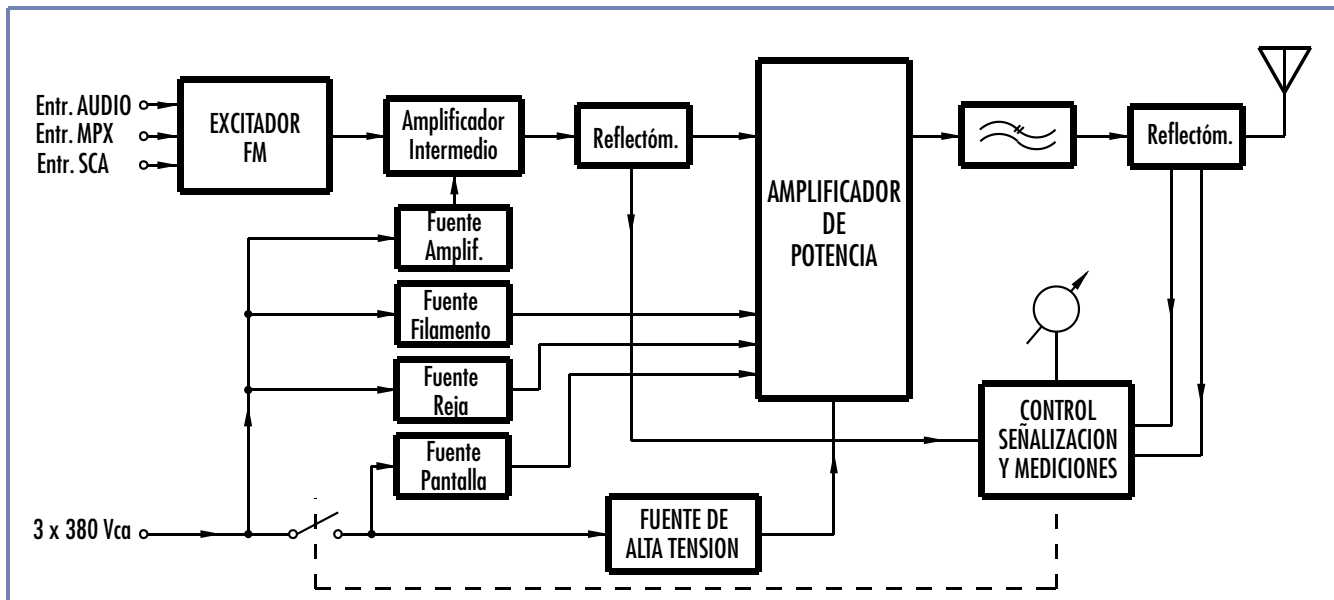 Entr. AUDIO
Entr. MPX
Entr. SCA
EXCITADOR
FM
Amplificador
Intermedio
Reflectóm.
AMPLIFICADOR
DE
POTENCIA
Reflectóm.
Fuente
Amplif.
Fuente
Filamento
Fuente
Reja
Fuente
Pantalla
CONTROL
SEÑALIZACION
Y MEDICIONES
3 x 380 Vca
FUENTE DE
ALTA TENSION